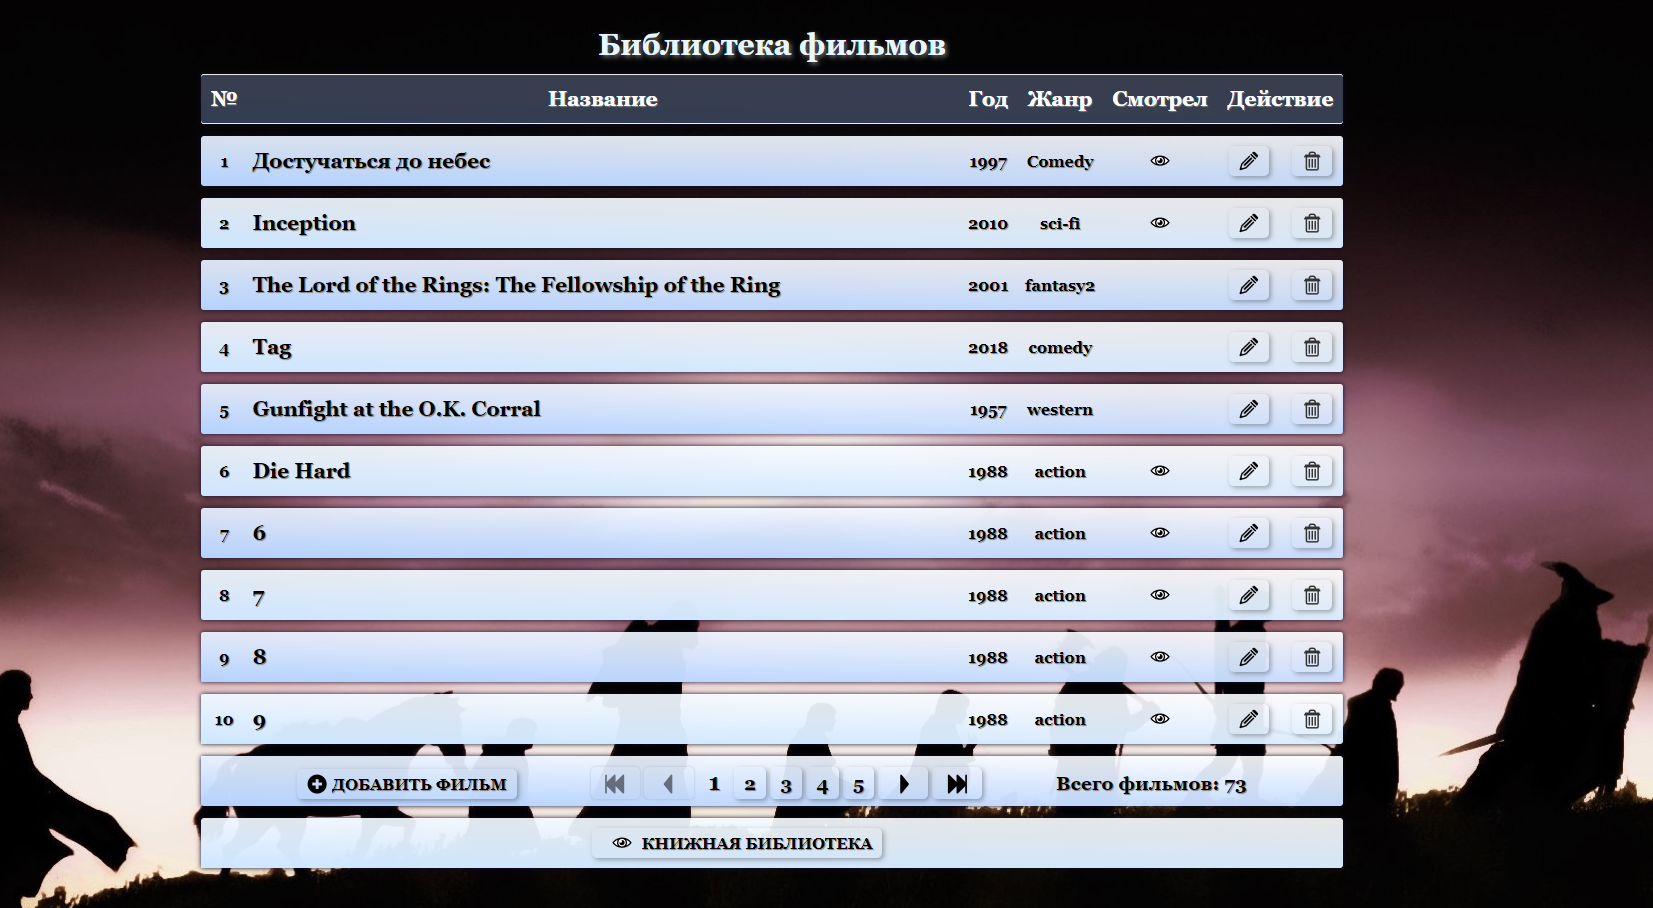 Библиотека фильмов
№ Название Год Жанр Смотрел Действие
1 Достучаться до небес 1997 Comedy
2 Inception 2010 sci-fi
3 The Lord of the Rings: The Fellowship of the Ring 2001 fantasy2
4 Tag 2018 comedy
5 Gunfight at the O.K. Corral 1957 western
6 Die Hard 1988 action
7 6 1988 action
8 7 1988 action
9 8 1988 action
10 9 1988 action
ДОБАВИТЬ ФИЛЬМ 1 2 3 4 5 Всего фильмов: 73
КНИЖНАЯ БИБЛИОТЕКА